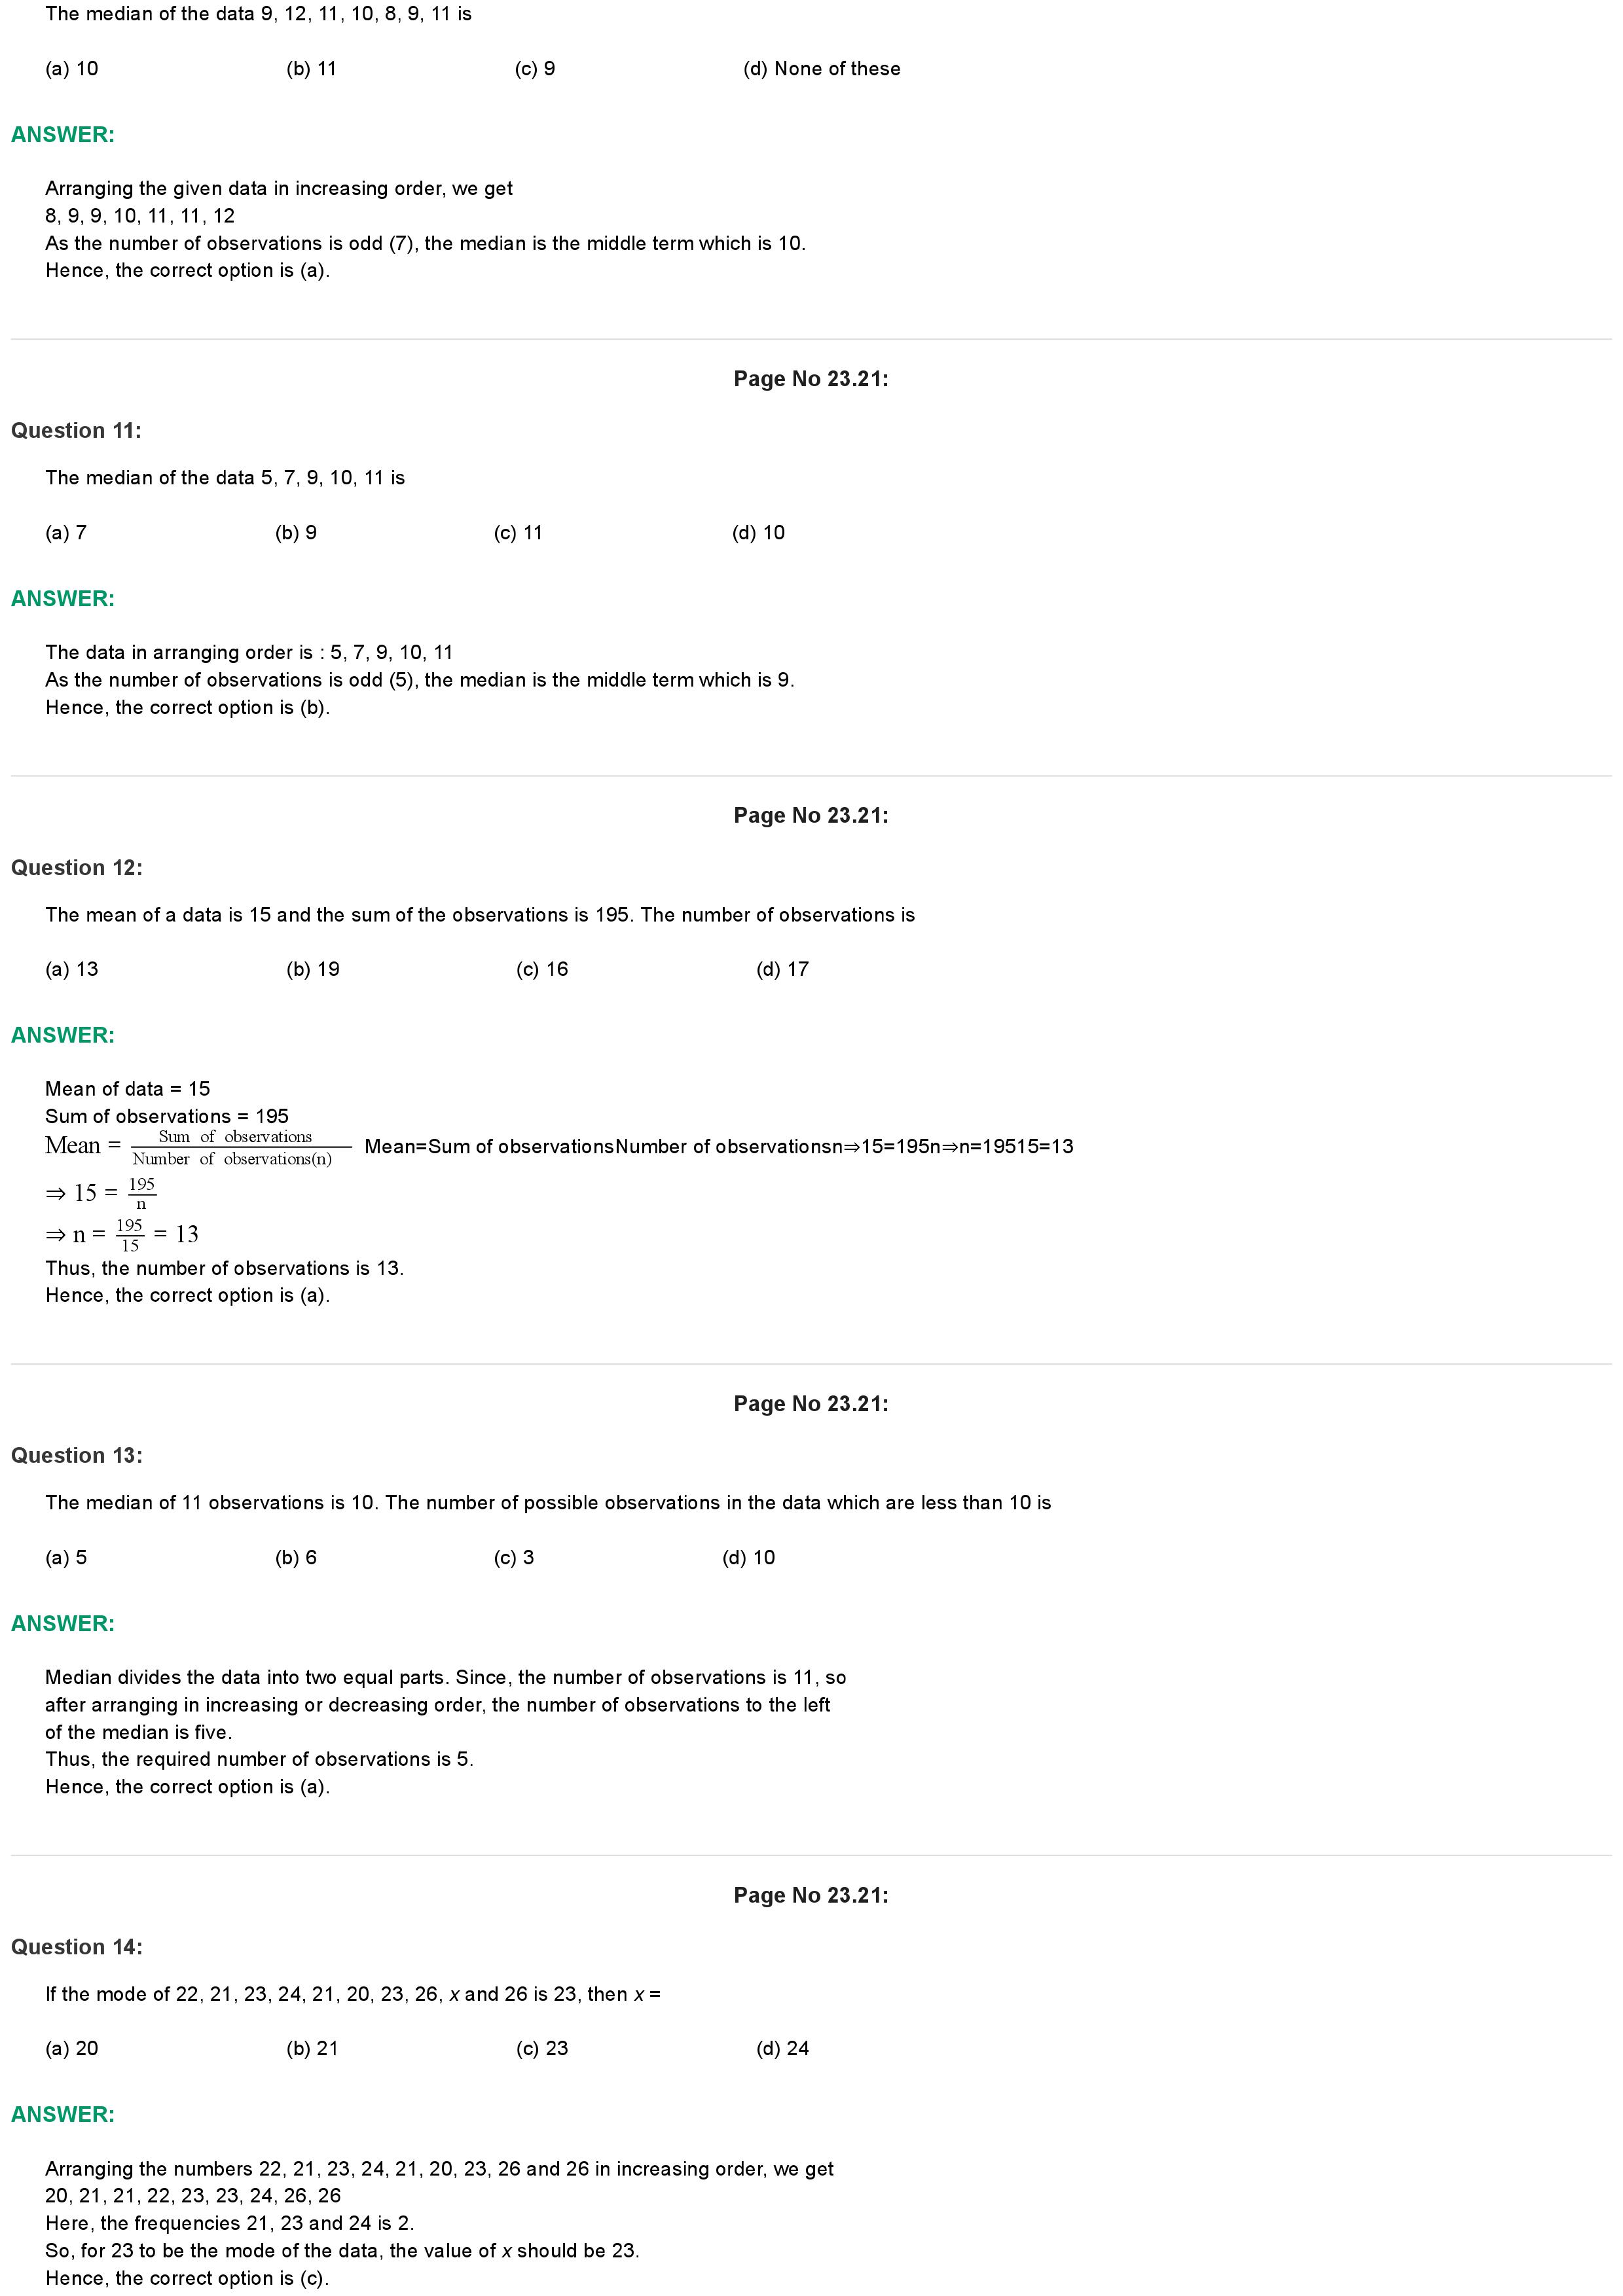 The median of the data 9, 12, 11, 10, 8, 9, 11 is
(a) 10 (b) 11 (c) 9 (d) None of these
ANSWER:
Arranging the given data in increasing order, we get
8, 9, 9, 10, 11, 11, 12
As the number of observations is odd (7), the median is the middle term which is 10.
Hence, the correct option is (a).
Page No 23.21:
Question 11:
The median of the data 5, 7, 9, 10, 11 is
(a) 7 (b) 9 (c) 11 (d) 10
ANSWER:
The data in arranging order is : 5, 7, 9, 10, 11
As the number of observations is odd (5), the median is the middle term which is 9.
Hence, the correct option is (b).
Page No 23.21:
Question 12:
The mean of a data is 15 and the sum of the observations is 195. The number of observations is
(a) 13 (b) 19 (c) 16 (d) 17
ANSWER:
Mean of data = 15
Sum of observations = 195
Mean = Sum of observations / Number of observations(n) Mean=Sum of observationsNumber of observationsn⇒15=195n⇒n=19515=13
⇒ 15 = 195 / n
⇒ n = 195 / 15 = 13
Thus, the number of observations is 13.
Hence, the correct option is (a).
Page No 23.21:
Question 13:
The median of 11 observations is 10. The number of possible observations in the data which are less than 10 is
(a) 5 (b) 6 (c) 3 (d) 10
ANSWER:
Median divides the data into two equal parts. Since, the number of observations is 11, so
after arranging in increasing or decreasing order, the number of observations to the left
of the median is five.
Thus, the required number of observations is 5.
Hence, the correct option is (a).
Page No 23.21:
Question 14:
If the mode of 22, 21, 23, 24, 21, 20, 23, 26, x and 26 is 23, then x =
(a) 20 (b) 21 (c) 23 (d) 24
ANSWER:
Arranging the numbers 22, 21, 23, 24, 21, 20, 23, 26 and 26 in increasing order, we get
20, 21, 21, 22, 23, 23, 24, 26, 26
Here, the frequencies 21, 23 and 24 is 2.
So, for 23 to be the mode of the data, the value of x should be 23.
Hence, the correct option is (c).